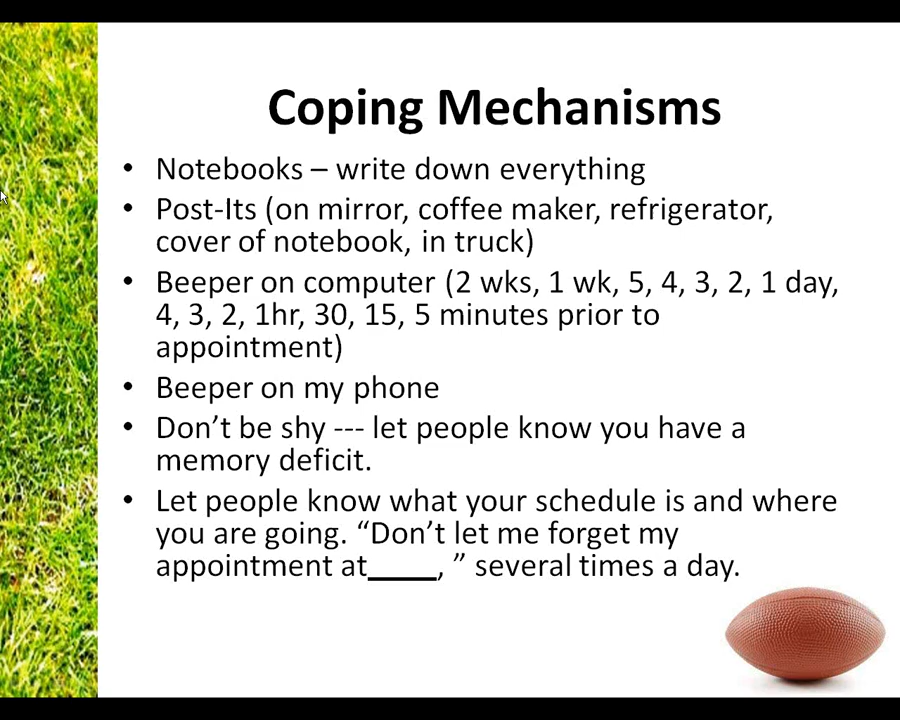 Coping Mechanisms
• Notebooks – write down everything
• Post-Its (on mirror, coffee maker, refrigerator,
cover of notebook, in truck)
• Beeper on computer (2 wks, 1 wk, 5, 4, 3, 2, 1 day,
4, 3, 2, 1hr, 30, 15, 5 minutes prior to
appointment)
• Beeper on my phone
• Don’t be shy --- let people know you have a
memory deficit.
• Let people know what your schedule is and where
you are going. “Don’t let me forget my
appointment at____, ” several times a day.